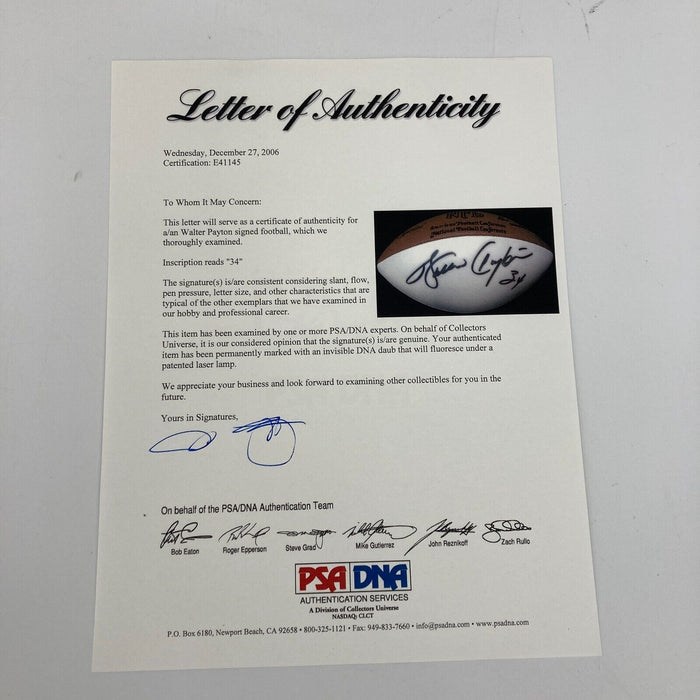 Letter of Authenticity
Wednesday, December 27, 2006
Certification: E41145
To Whom It May Concern:
This letter will serve as a certificate of authenticity for
a/an Walter Payton signed football, which we
thoroughly examined.
Inscription reads "34"
The signature(s) is/are consistent considering slant, flow,
pen pressure, letter size, and other characteristics that are
typical of the other exemplars that we have examined in
our hobby and professional career.
National Football Conference
Walter Payton
34
This item has been examined by one or more PSA/DNA experts. On behalf of Collectors
Universe, it is our considered opinion that the signature(s) is/are genuine. Your authenticated
item has been permanently marked with an invisible DNA daub that will fluoresce under a
patented laser lamp.
We appreciate your business and look forward to examining other collectibles for you in the
future.
Yours in Signatures,
On behalf of the PSA/DNA Authentication Team
Bob Eaton Roger Epperson Steve Grad Mike Gutierrez John Reznikoff Zach Rullo
PSA DNA
AUTHENTICATION SERVICES
A Division of Collectors Universe
NASDAQ: CLCT
P.O. Box 6180, Newport Beach, CA 92658 • 800-325-1121 • Fax: 949-833-7660 • info@psadna.com • www.psadna.com